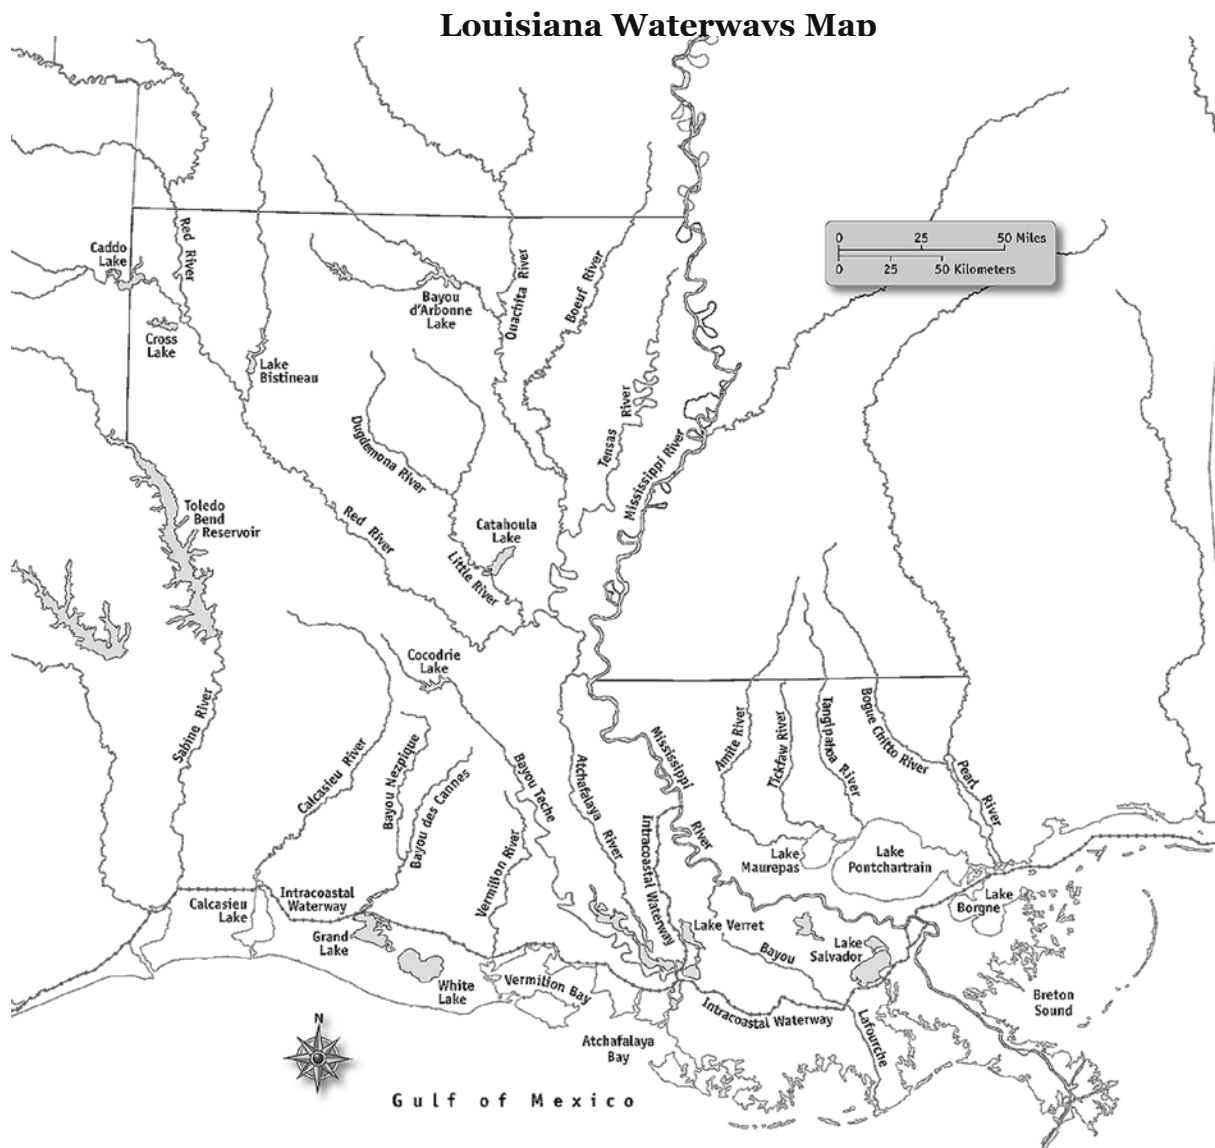 Louisiana Waterways Map
0 25 50 Miles
0 25 50 Kilometers
Red River
Caddo
Lake
Cross
Lake
Lake
Bistineau
Bayou
d'Arbonne
Lake
Ouachita River
Boeuf River
Tensas River
Mississippi River
Dugdemona River
Red River
Catahoula
Lake
Little River
Toledo
Bend
Reservoir
Cocodrie
Lake
Sabine River
Calcasieu River
Bayou Nezpique
Bayou des Cannes
Bayou Teche
Vermilion River
Atchafalaya River
Intracoastal Waterway
Mississippi River
Amite River
Tickfaw River
Tangipahoa River
Bogue Chitto River
Pearl River
Lake
Maurepas
Lake
Pontchartrain
Lake
Borgne
Calcasieu
Lake
Intracoastal
Waterway
Grand
Lake
White
Lake
Vermilion Bay
Lake Verret
Bayou Lafourche
Lake
Salvador
Intracoastal Waterway
Atchafalaya
Bay
Breton
Sound
N
Gulf of Mexico